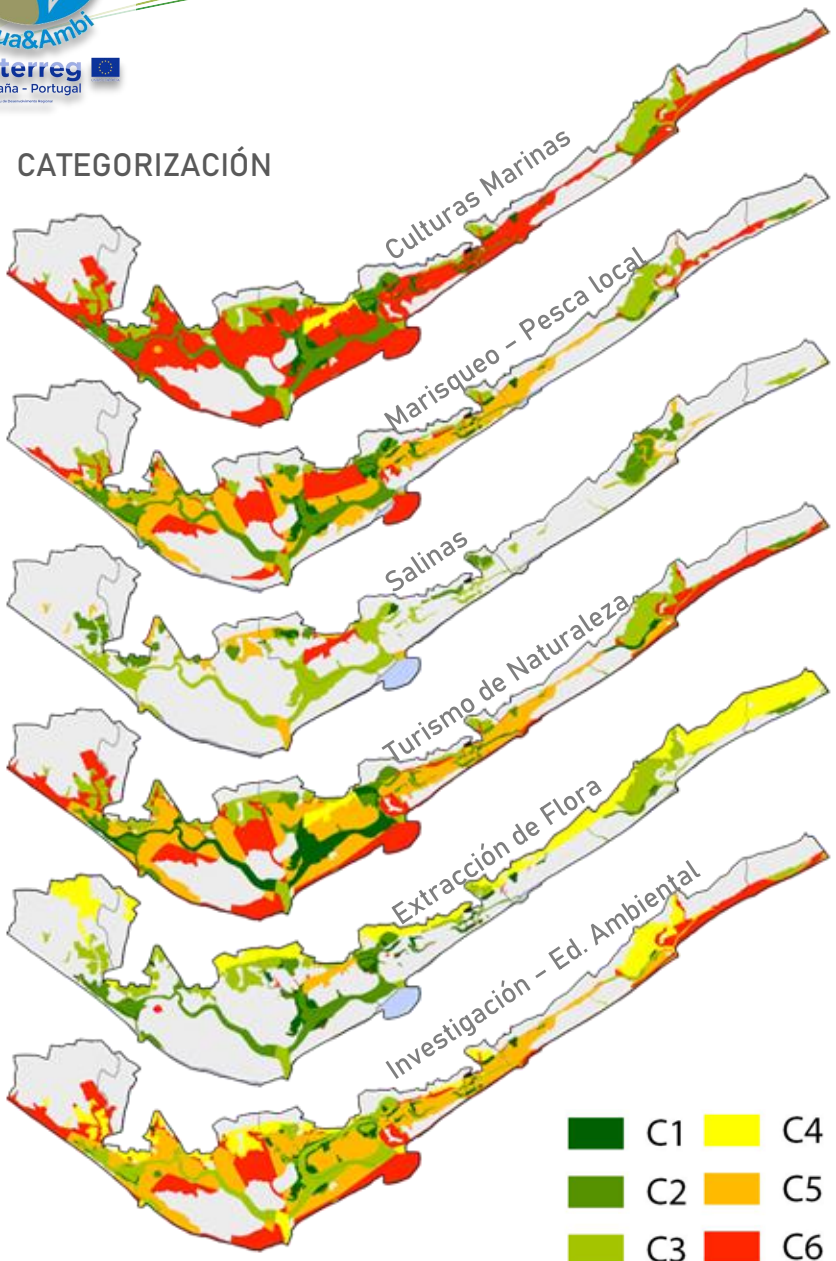 ua&Ambi
terreg
aña - Portugal
CATEGORIZACIÓN
Culturas Marinas
Marisqueo - Pesca local
Salinas
Turismo de Naturaleza
Extracción de Flora
Investigación - Ed. Ambiental
C1 C4
C2 C5
C3 C6